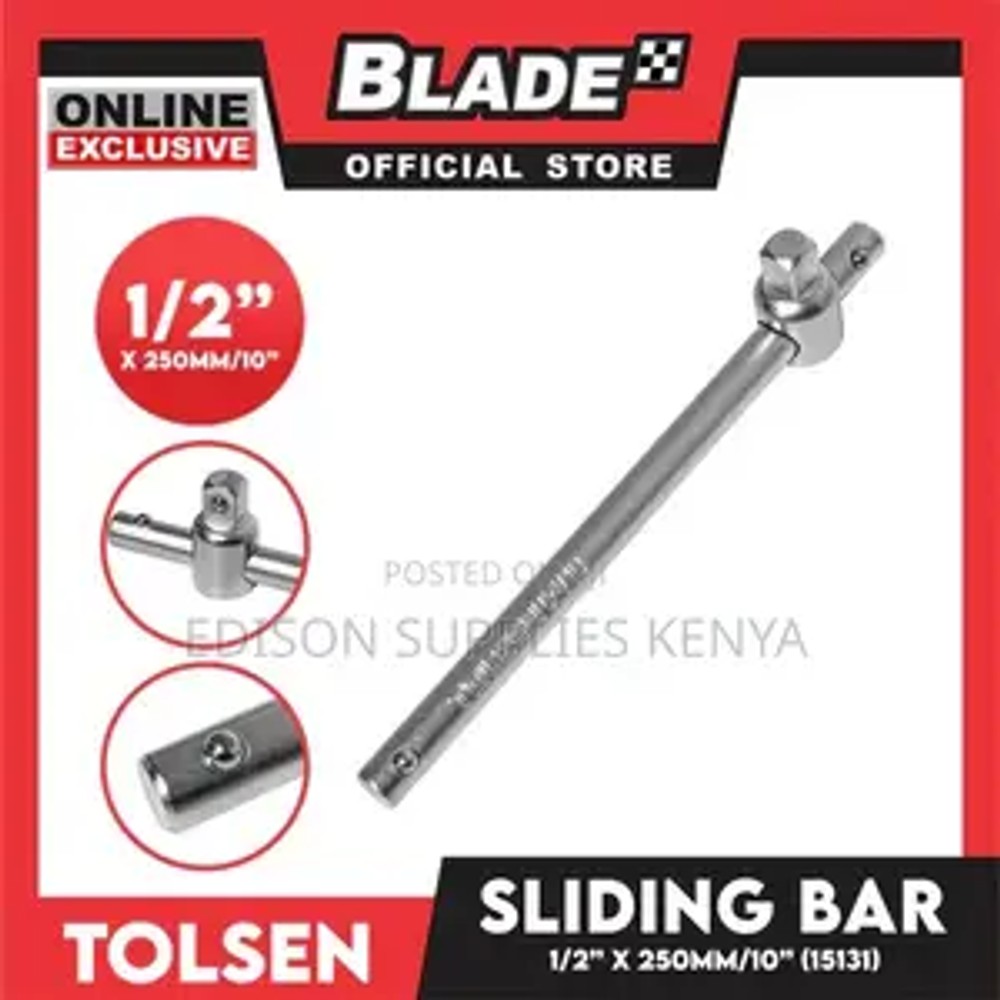 BLADE
OFFICIAL STORE
ONLINE
EXCLUSIVE
1/2”
X 250MM/10”
POSTED ON
EDISON SUPPLIES KENYA
TOLSEN
SLIDING BAR
1/2” X 250MM/10” (15131)